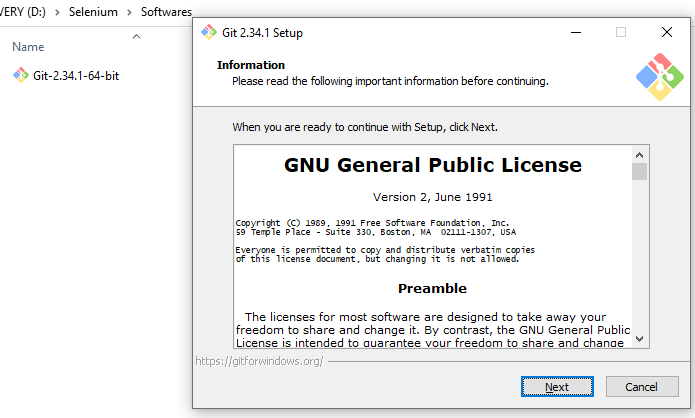 VERY (D:) > Selenium > Softwares
Name
Git-2.34.1-64-bit
Git 2.34.1 Setup
Information
Please read the following important information before continuing.
When you are ready to continue with Setup, click Next.
GNU General Public License
Version 2, June 1991
Copyright (C) 1989, 1991 Free Software Foundation, Inc.
59 Temple Place - Suite 330, Boston, MA  02111-1307, USA
Everyone is permitted to copy and distribute verbatim copies
of this license document, but changing it is not allowed.
Preamble
The licenses for most software are designed to take away your
freedom to share and change it. By contrast, the GNU General Public
License is intended to guarantee your freedom to share and change
https://gitforwindows.org/
Next
Cancel